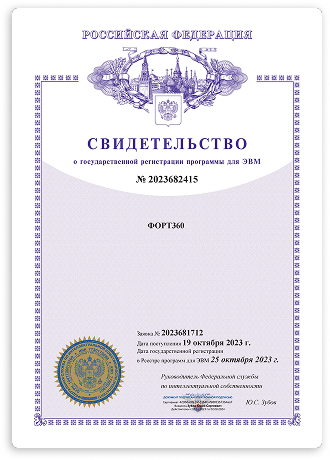 РОССИЙСКАЯ ФЕДЕРАЦИЯ
СВИДЕТЕЛЬСТВО
о государственной регистрации программы для ЭВМ
№ 2023682415
ФОРТ360
Заявка № 2023681712
Дата поступления 19 октября 2023 г.
Дата государственной регистрации
в Реестре программ для ЭВМ 25 октября 2023 г.
Руководитель Федеральной службы
по интеллектуальной собственности
Ю.С. Зубов